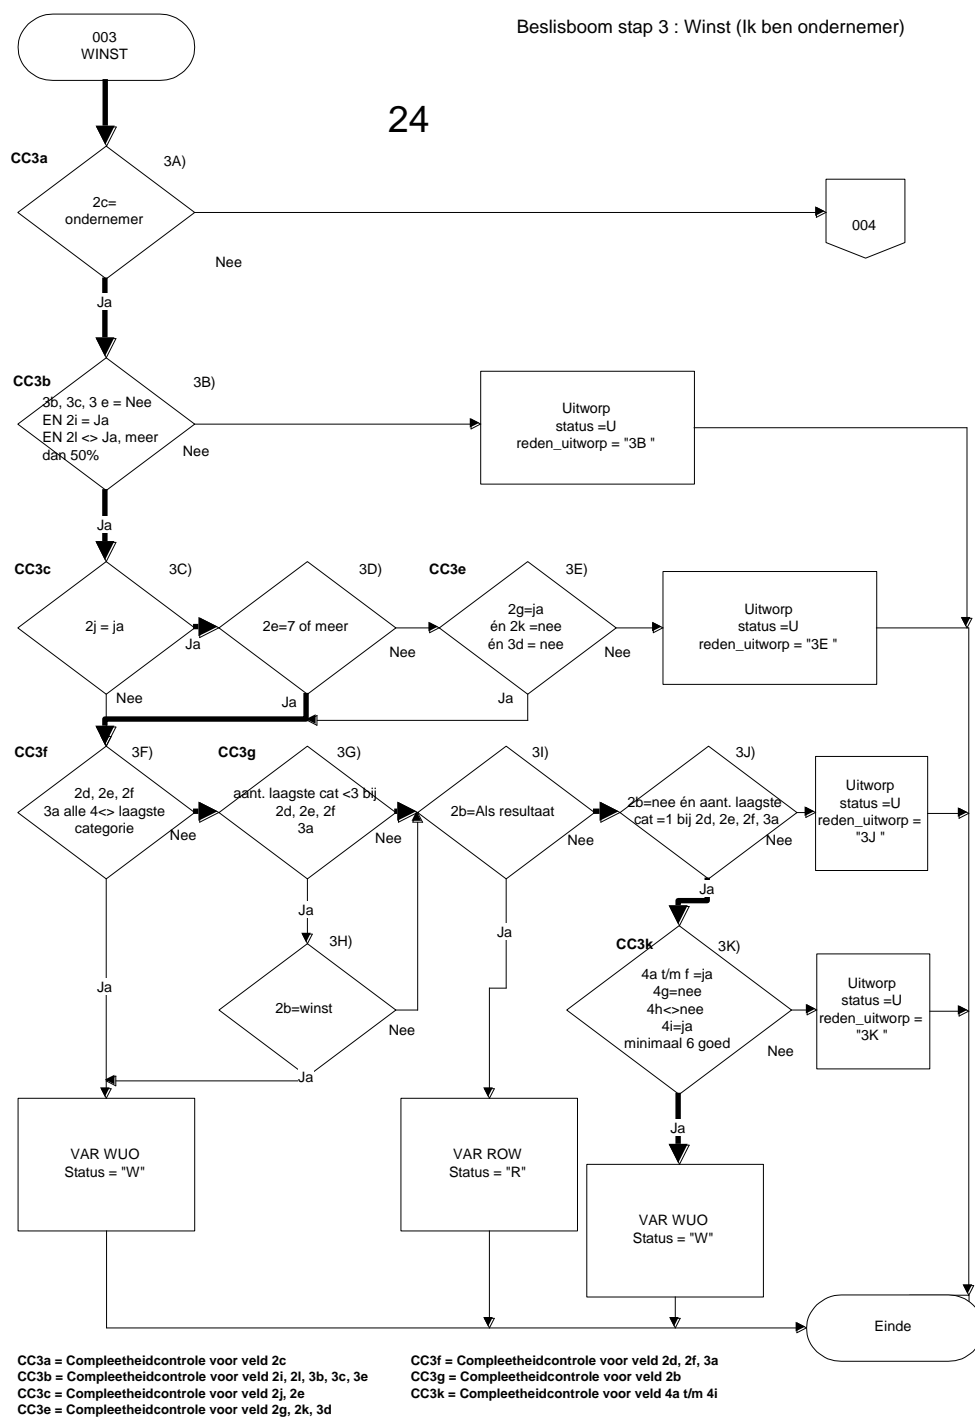 003
WINST
Beslisboom stap 3 : Winst (Ik ben ondernemer)
24
CC3a
3A)
2c=
ondernemer
004
Nee
Ja
CC3b
3B)
3b, 3c, 3 e = Nee
EN 2i = Ja
EN 2l <> Ja, meer
dan 50%
Nee
Uitworp
status =U
reden_uitworp = "3B "
Ja
CC3c
3C)
2j = ja
Ja
Nee
3D)
2e=7 of meer
Nee
Ja
CC3e
3E)
2g=ja
én 2k =nee
én 3d = nee
Nee
Ja
Uitworp
status =U
reden_uitworp = "3E "
CC3f
3F)
2d, 2e, 2f
3a alle 4<> laagste
categorie
Nee
Ja
CC3g
3G)
aant. laagste cat <3 bij
2d, 2e, 2f
3a
Nee
Ja
3H)
2b=winst
Nee
Ja
3I)
2b=Als resultaat
Nee
Ja
3J)
2b=nee én aant. laagste
cat =1 bij 2d, 2e, 2f, 3a
Nee
Ja
Uitworp
status =U
reden_uitworp =
"3J "
CC3k
3K)
4a t/m f =ja
4g=nee
4h<>nee
4i=ja
minimaal 6 goed
Nee
Ja
Uitworp
status =U
reden_uitworp =
"3K "
VAR WUO
Status = "W"
VAR ROW
Status = "R"
VAR WUO
Status = "W"
Einde
CC3a = Compleetheidcontrole voor veld 2c
CC3b = Compleetheidcontrole voor veld 2i, 2l, 3b, 3c, 3e
CC3c = Compleetheidcontrole voor veld 2j, 2e
CC3e = Compleetheidcontrole voor veld 2g, 2k, 3d
CC3f = Compleetheidcontrole voor veld 2d, 2f, 3a
CC3g = Compleetheidcontrole voor veld 2b
CC3k = Compleetheidcontrole voor veld 4a t/m 4i